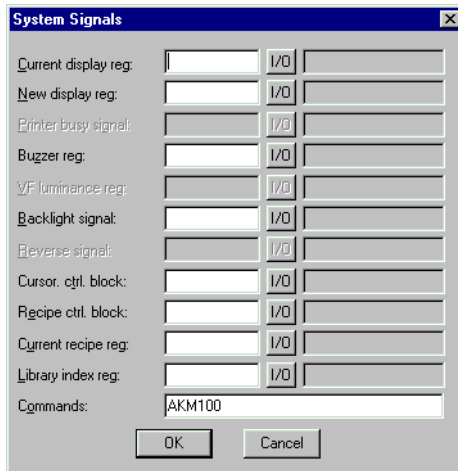 System Signals
Current display reg: I/O
New display reg: I/O
Printer busy signal: I/O
Buzzer reg: I/O
VF luminance reg: I/O
Backlight signal: I/O
Reverse signal: I/O
Cursor. ctrl. block: I/O
Recipe ctrl. block: I/O
Current recipe reg: I/O
Library index reg: I/O
Commands: AKM100
OK Cancel